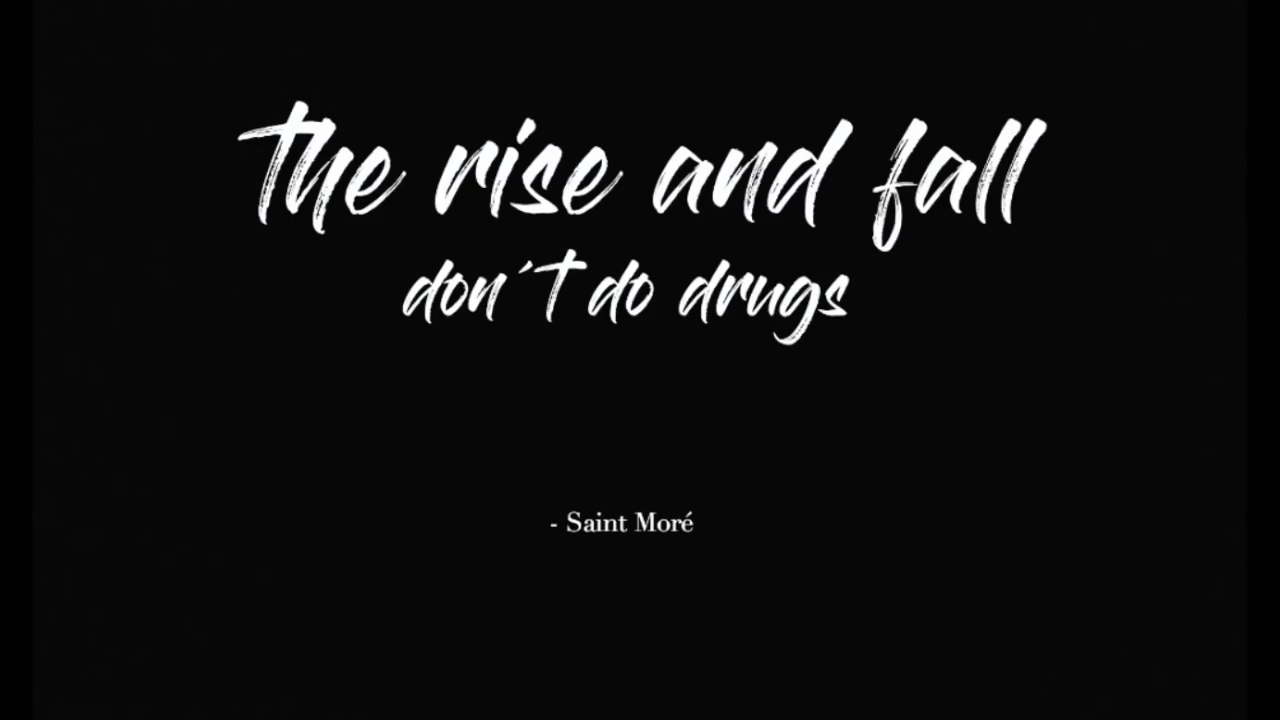 The rise and fall
don´t do drugs
- Saint Moré